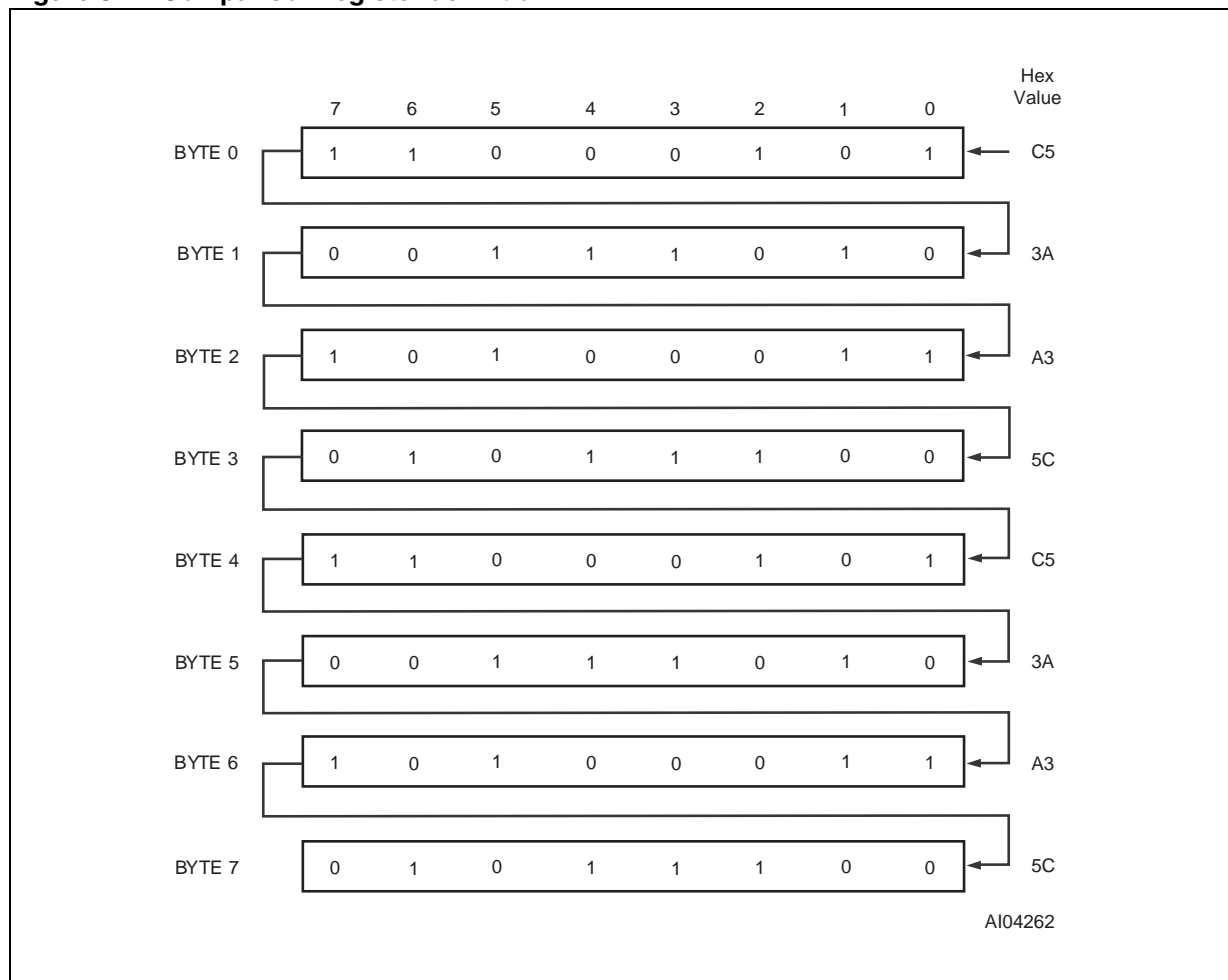 Hex
Value
7 6 5 4 3 2 1 0
BYTE 0 1 1 0 0 0 1 0 1 C5
BYTE 1 0 0 1 1 1 0 1 0 3A
BYTE 2 1 0 1 0 0 0 1 1 A3
BYTE 3 0 1 0 1 1 1 0 0 5C
BYTE 4 1 1 0 0 0 1 0 1 C5
BYTE 5 0 0 1 1 1 0 1 0 3A
BYTE 6 1 0 1 0 0 0 1 1 A3
BYTE 7 0 1 0 1 1 1 0 0 5C
AI04262